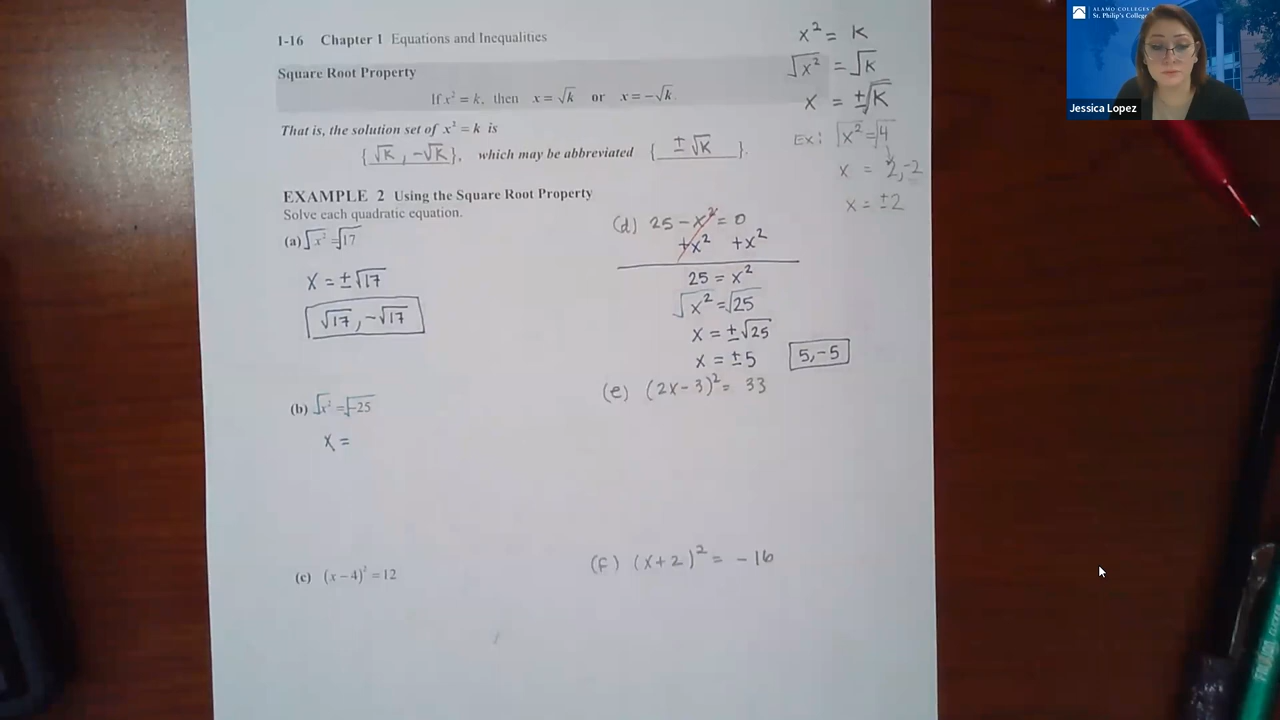 1-16 Chapter 1 Equations and Inequalities
Square Root Property
If x² = k, then x = √k or x = −√k.
That is, the solution set of x² = k is
{ √K , −√K }, which may be abbreviated { ± √K }.
x² = K
√x² = √K
x = ±√K
Ex: √x² = √4
x = 2, -2
x = ±2
EXAMPLE 2 Using the Square Root Property
Solve each quadratic equation.
(a) √x² = √17
X = ±√17
√17, −√17
(b) √x² = √−25
X =
(c) (x − 4)² = 12
(d) 25 − x² = 0
+x² +x²
25 = x²
√x² = √25
x = ±√25
x = ±5
5, −5
(e) (2x − 3)² = 33
(f) (x + 2)² = −16
ALAMO COLLEGES
St. Philip's College
Jessica Lopez